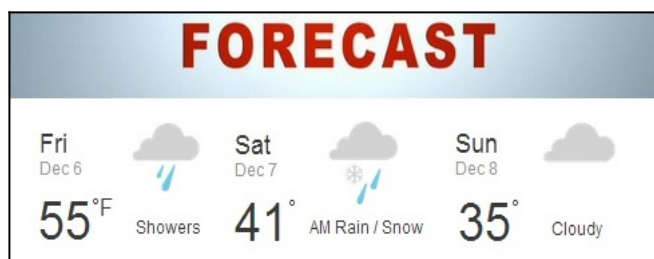 FORECAST
Fri
Dec 6
55°F
Showers
Sat
Dec 7
41°
AM Rain / Snow
Sun
Dec 8
35°
Cloudy